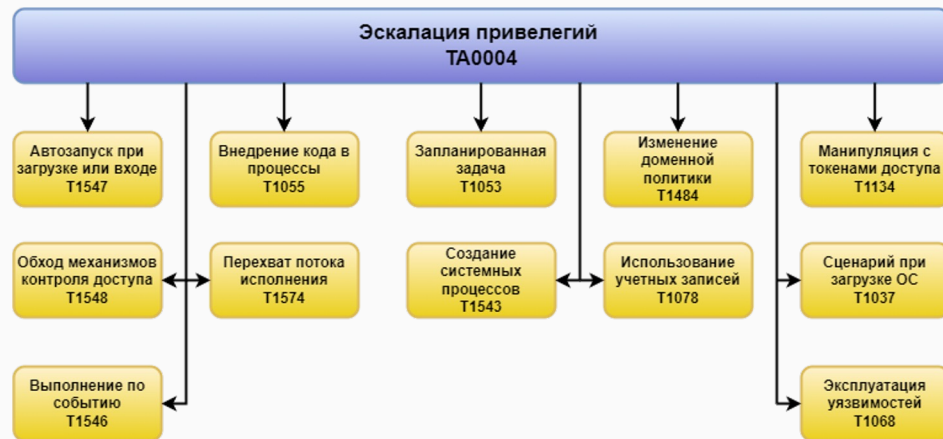 Эскалация привелегий
TA0004
Автозапуск при
загрузке или входе
T1547
Внедрение кода в
процессы
T1055
Запланированная
задача
T1053
Изменение
доменной
политики
T1484
Манипуляция с
токенами доступа
T1134
Обход механизмов
контроля доступа
T1548
Перехват потока
исполнения
T1574
Создание
системных
процессов
T1543
Использование
учетных записей
T1078
Сценарий при
загрузке ОС
T1037
Выполнение по
событию
T1546
Эксплуатация
уязвимостей
T1068